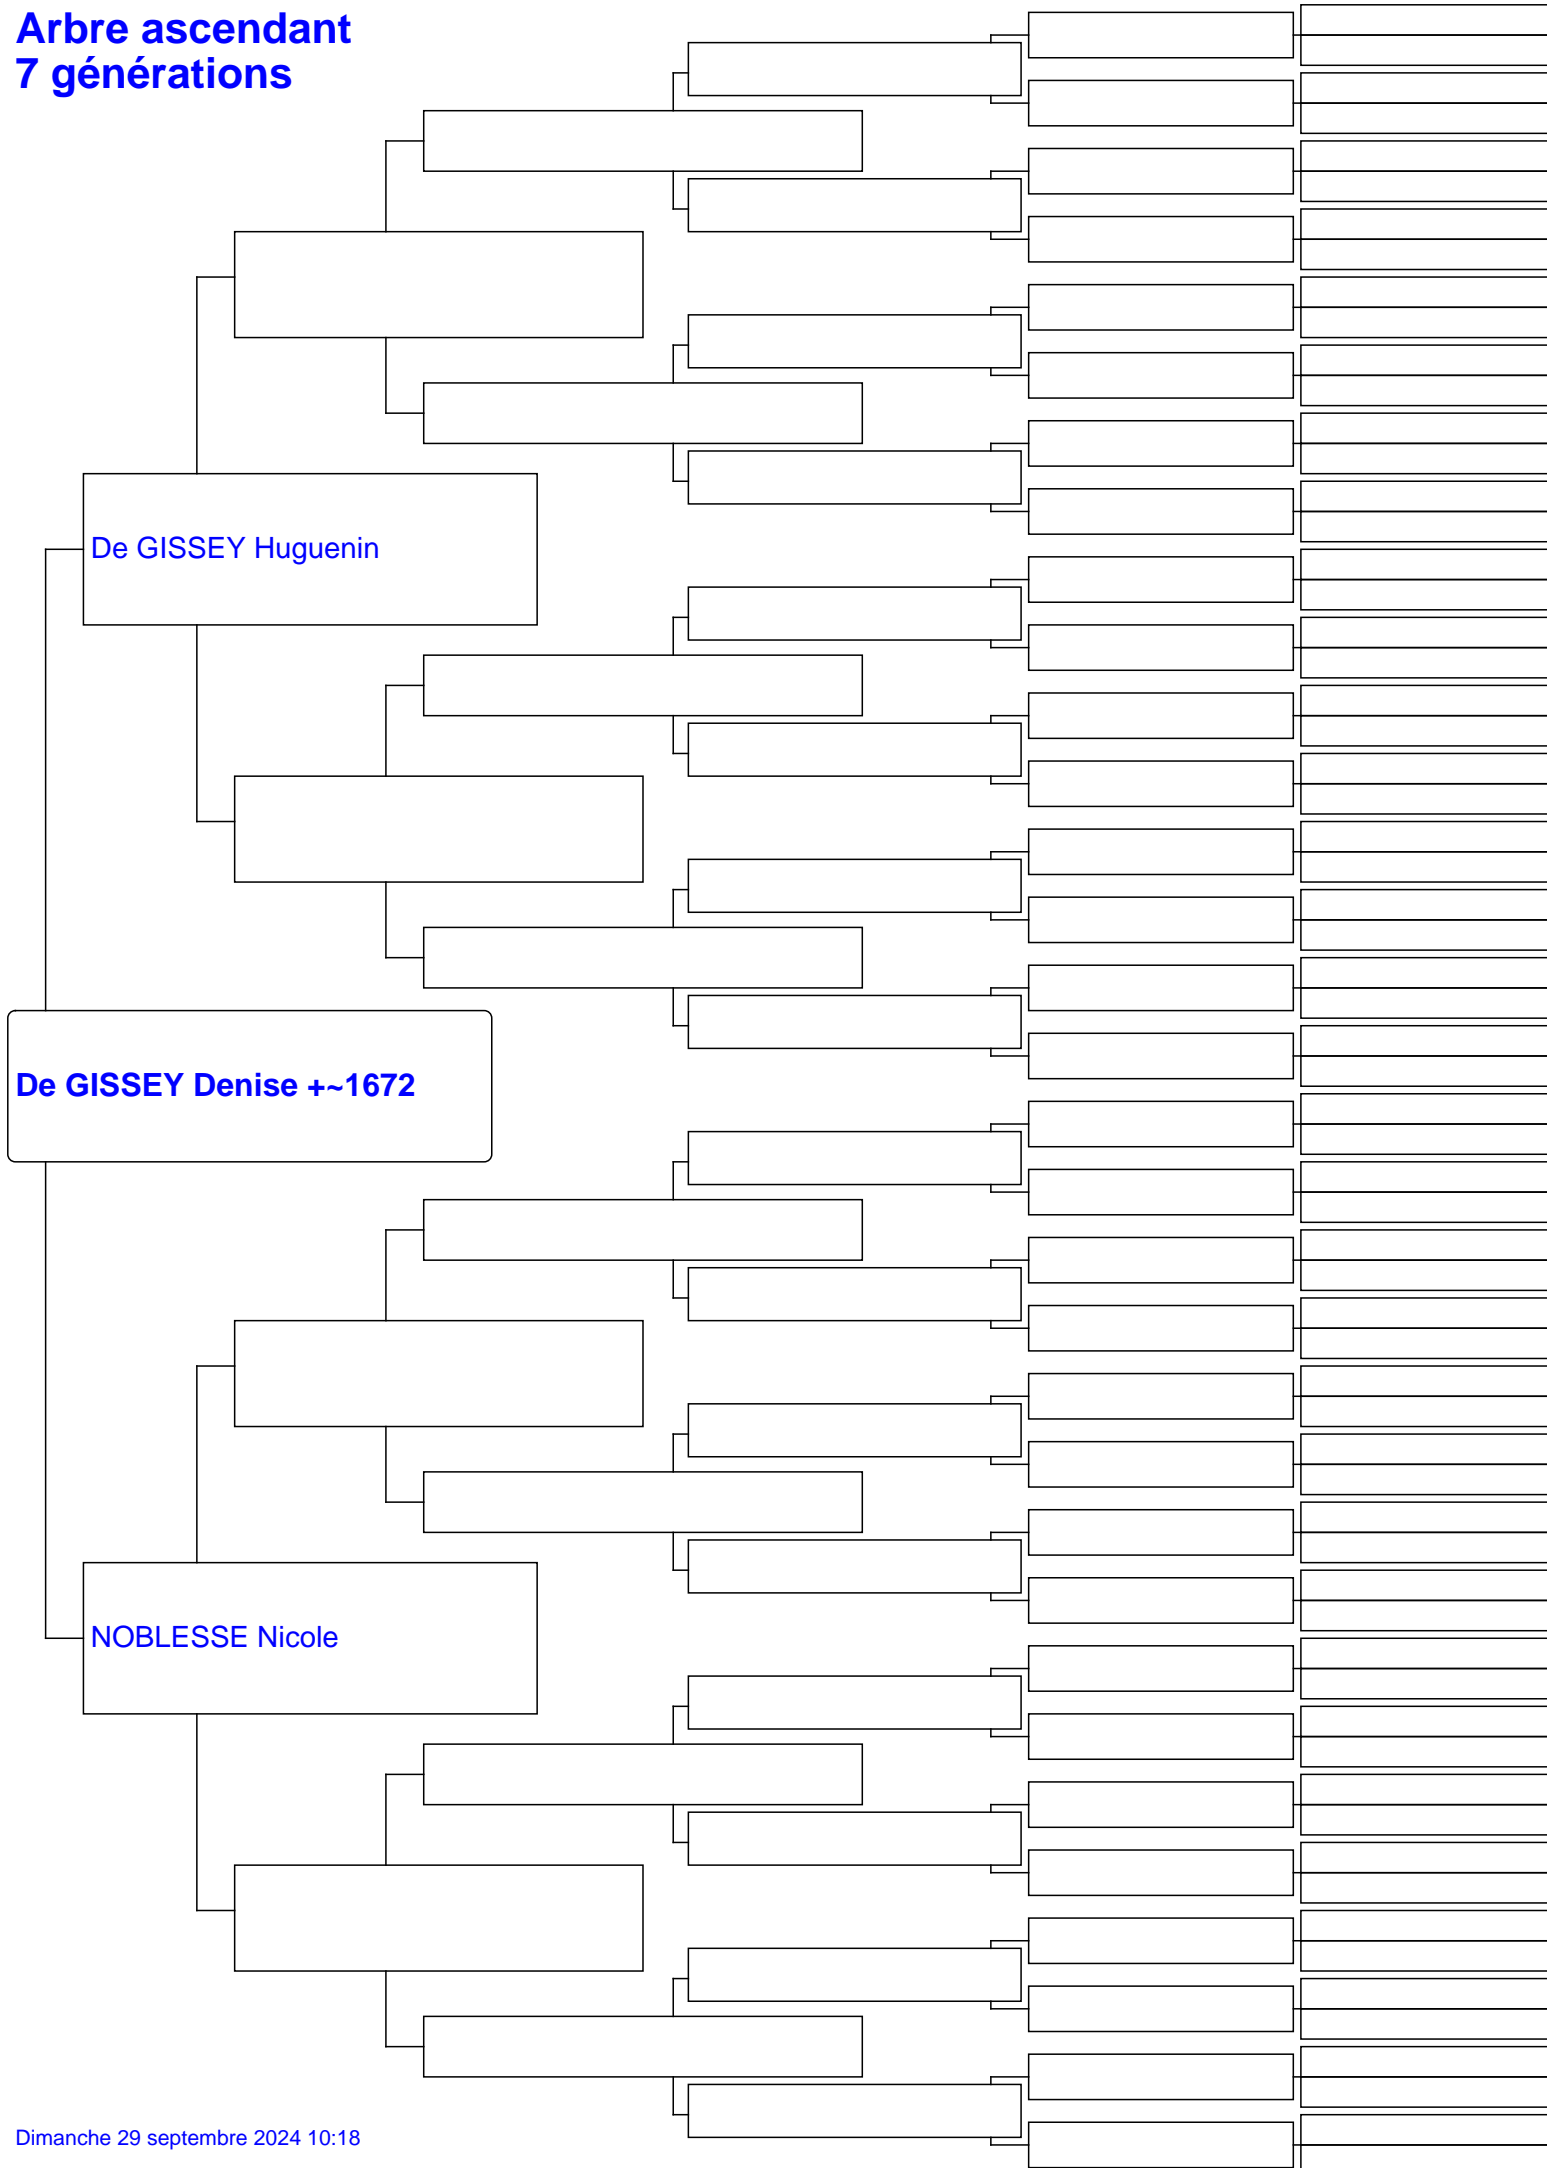 Arbre ascendant
7 générations
De GISSEY Huguenin
De GISSEY Denise +~1672
NOBLESSE Nicole
Dimanche 29 septembre 2024 10:18